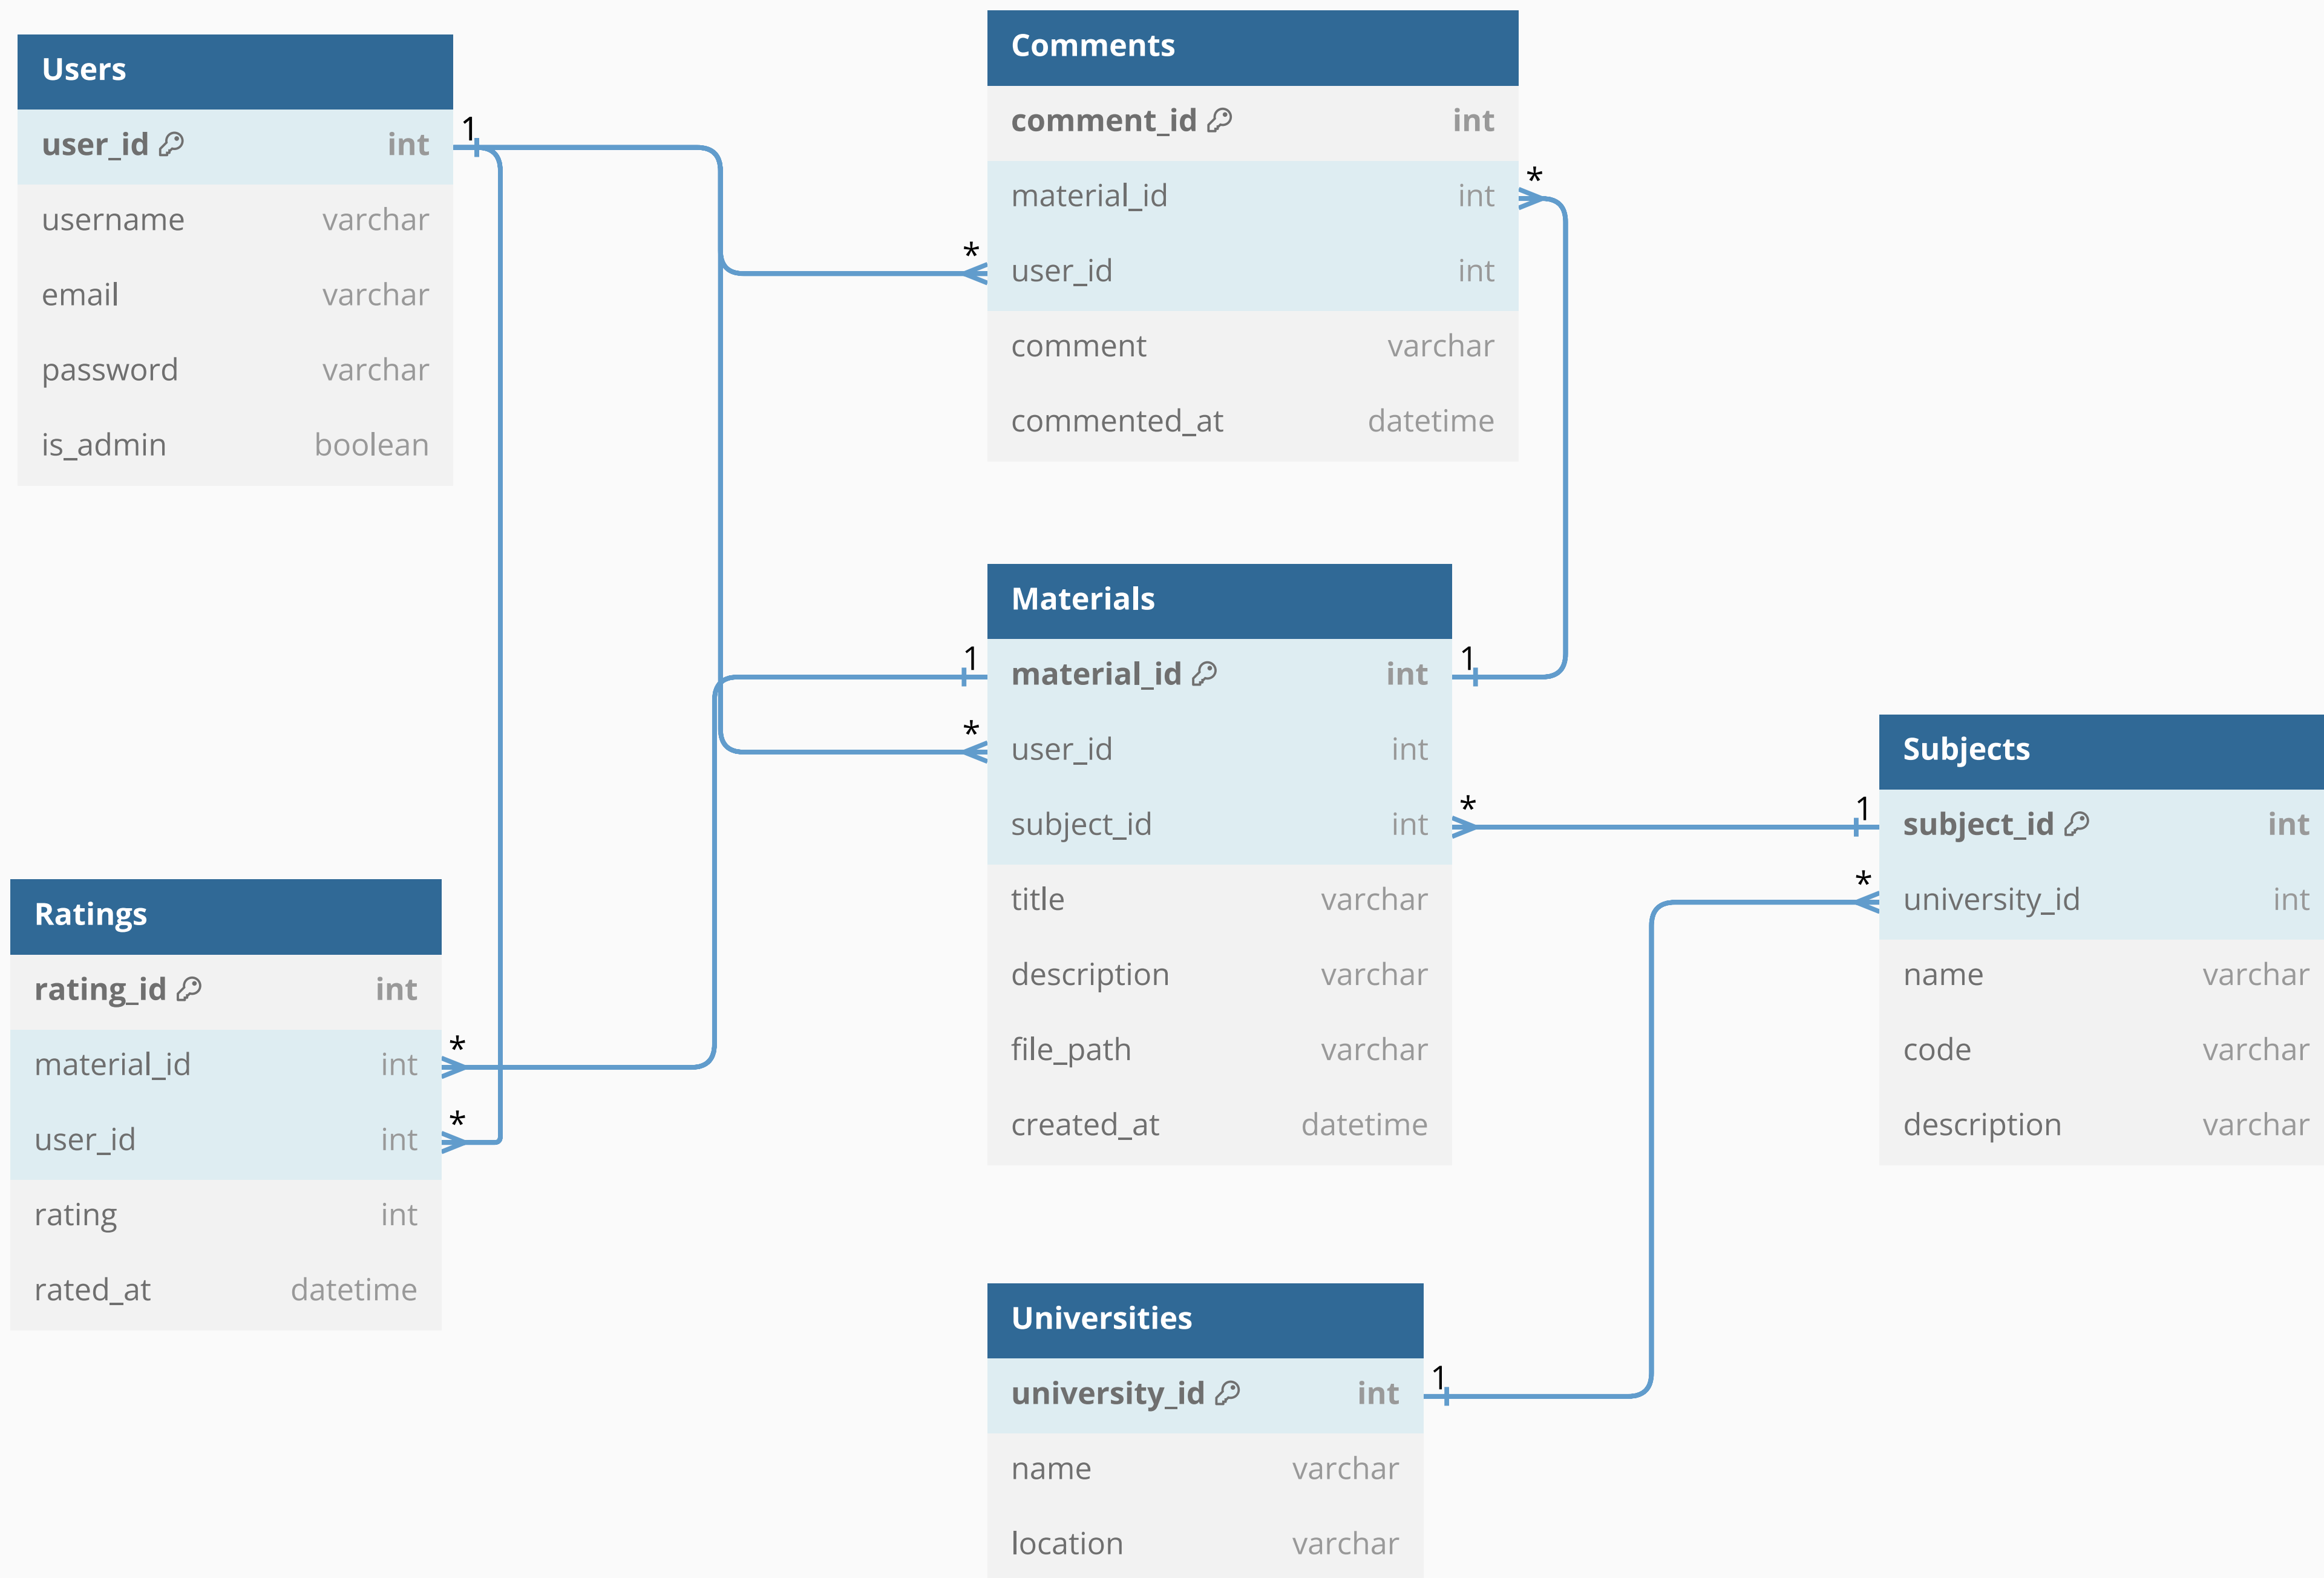 Users
user_id int
username varchar
email varchar
password varchar
is_admin boolean
1
Comments
comment_id int
material_id int
user_id int
comment varchar
commented_at datetime
*
*
Materials
material_id int
user_id int
subject_id int
title varchar
description varchar
file_path varchar
created_at datetime
1
1
*
*
Subjects
subject_id int
university_id int
name varchar
code varchar
description varchar
1
*
Ratings
rating_id int
material_id int
user_id int
rating int
rated_at datetime
*
*
Universities
university_id int
name varchar
location varchar
1